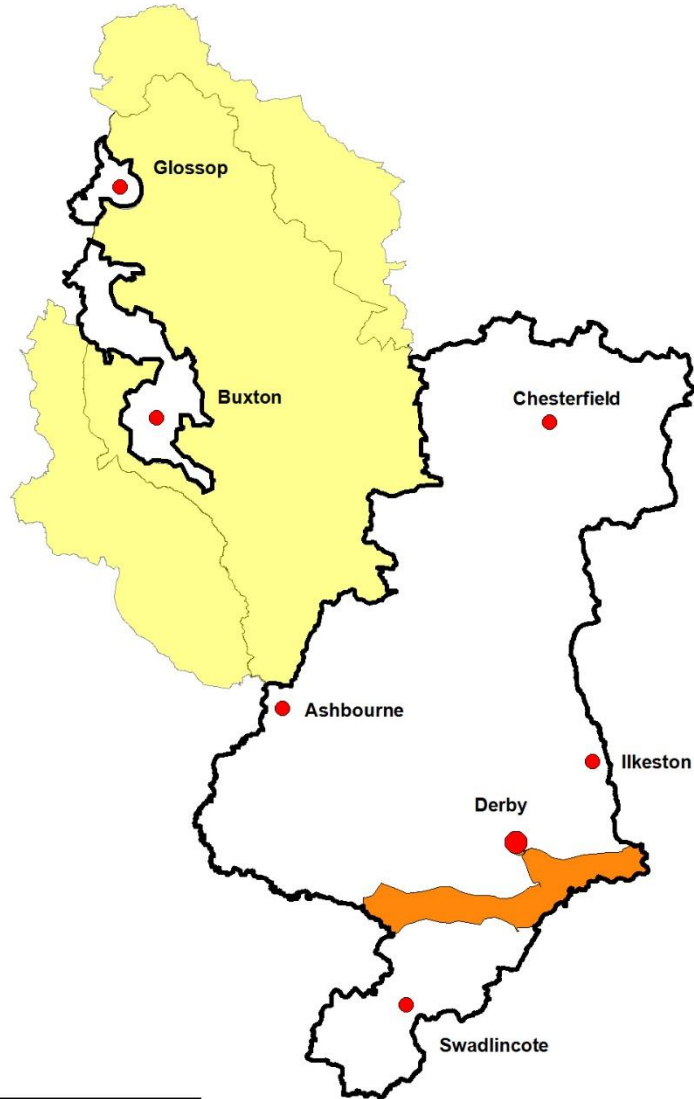 Glossop
Buxton
Chesterfield
Ashbourne
Ilkeston
Derby
Swadlincote